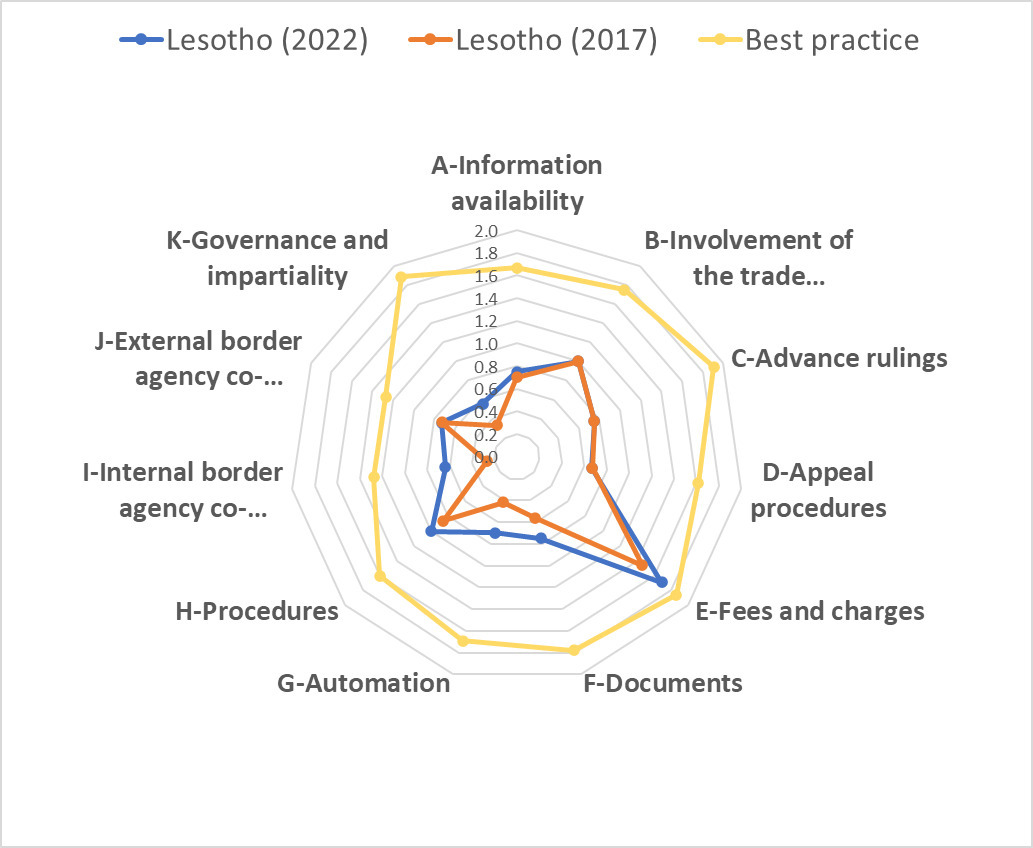 Lesotho (2022) Lesotho (2017) Best practice
A-Information
availability
B-Involvement of
the trade...
C-Advance rulings
D-Appeal
procedures
E-Fees and charges
F-Documents
G-Automation
H-Procedures
I-Internal border
agency co-...
J-External border
agency co-...
K-Governance and
impartiality
2.0
1.8
1.6
1.4
1.2
1.0
0.8
0.6
0.4
0.2
0.0